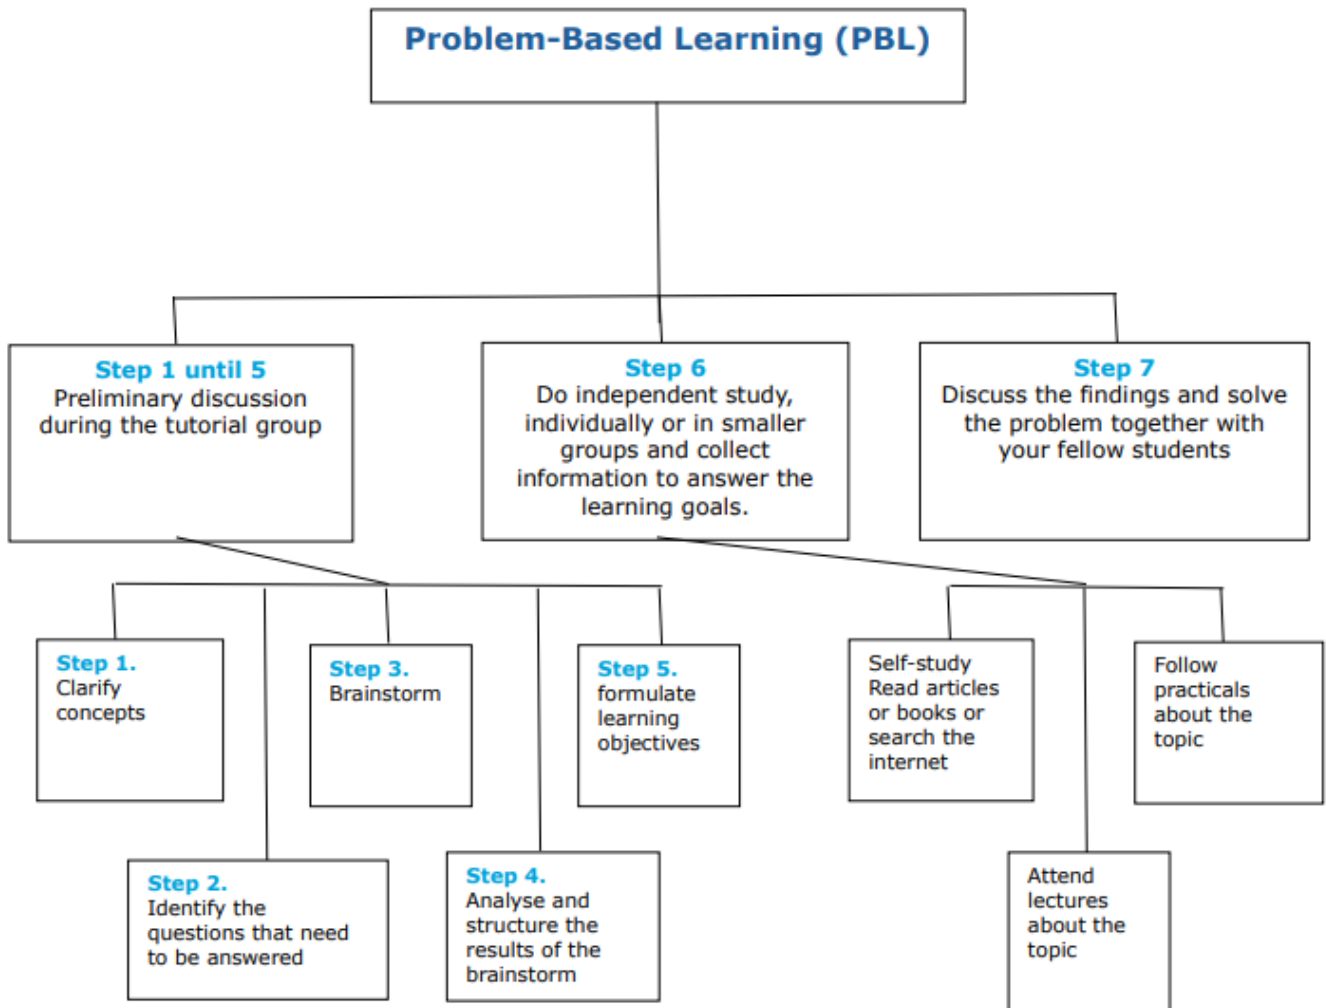 Problem-Based Learning (PBL)
Step 1 until 5
Preliminary discussion
during the tutorial group
Step 6
Do independent study,
individually or in smaller
groups and collect
information to answer the
learning goals.
Step 7
Discuss the findings and solve
the problem together with
your fellow students
Step 1.
Clarify
concepts
Step 2.
Identify the
questions that need
to be answered
Step 3.
Brainstorm
Step 4.
Analyse and
structure the
results of the
brainstorm
Step 5.
formulate
learning
objectives
Self-study
Read articles
or books or
search the
internet
Attend
lectures
about the
topic
Follow
practicals
about the
topic